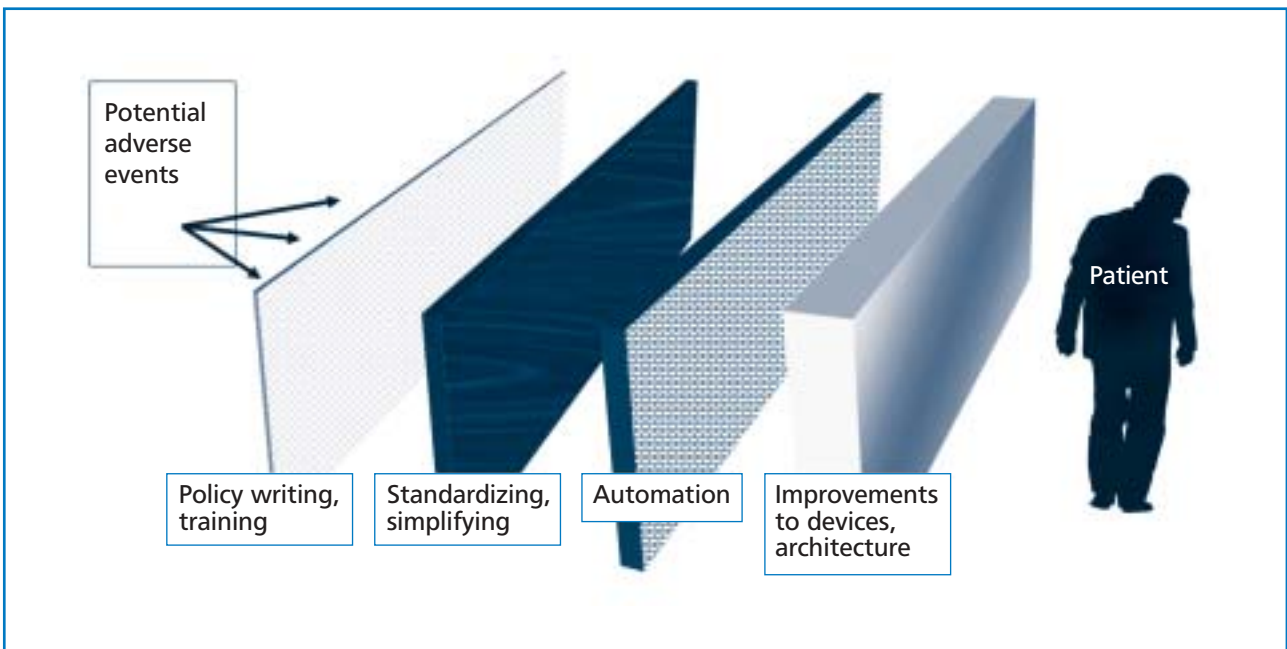 Potential
adverse
events
Patient
Policy writing,
training
Standardizing,
simplifying
Automation
Improvements
to devices,
architecture